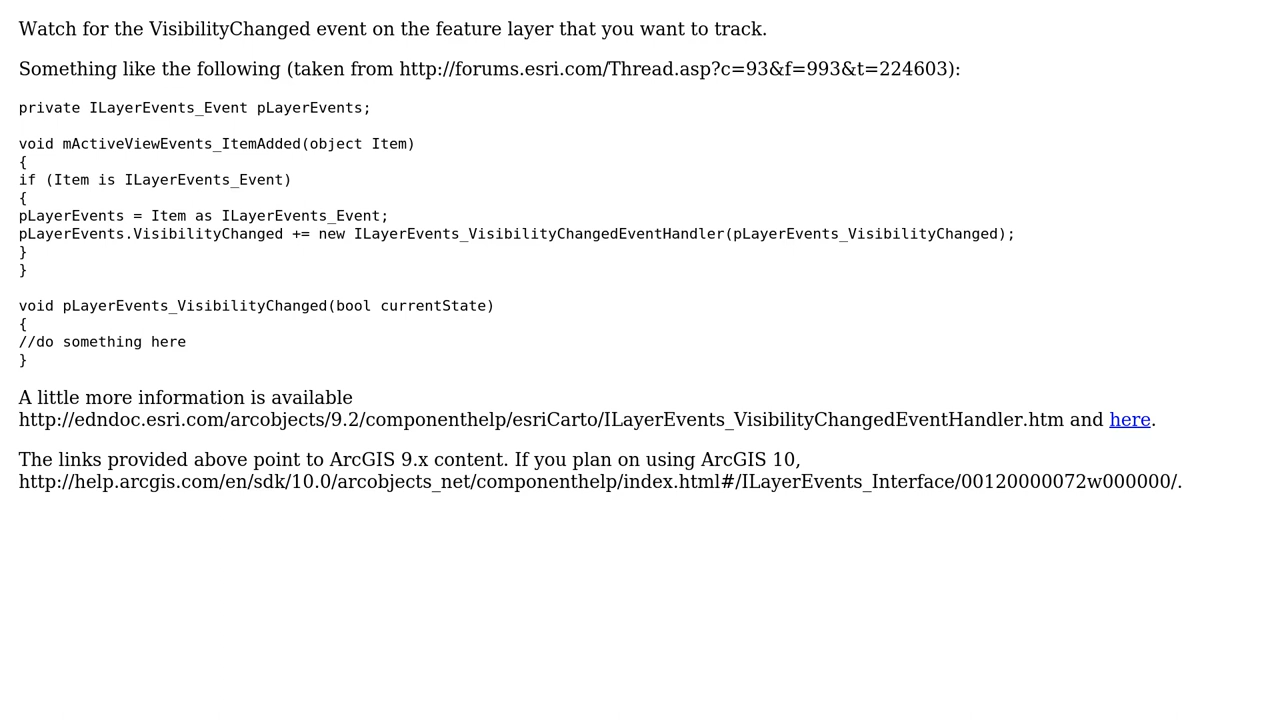 Watch for the VisibilityChanged event on the feature layer that you want to track.
Something like the following (taken from http://forums.esri.com/Thread.asp?c=93&f=993&t=224603):
private ILayerEvents_Event pLayerEvents;
void mActiveViewEvents_ItemAdded(object Item)
{
if (Item is ILayerEvents_Event)
{
pLayerEvents = Item as ILayerEvents_Event;
pLayerEvents.VisibilityChanged += new ILayerEvents_VisibilityChangedEventHandler(pLayerEvents_VisibilityChanged);
}
}
void pLayerEvents_VisibilityChanged(bool currentState)
{
//do something here
}
A little more information is available
http://edndoc.esri.com/arcobjects/9.2/componenthelp/esriCarto/ILayerEvents_VisibilityChangedEventHandler.htm and here.
The links provided above point to ArcGIS 9.x content. If you plan on using ArcGIS 10,
http://help.arcgis.com/en/sdk/10.0/arcobjects_net/componenthelp/index.html#/ILayerEvents_Interface/00120000072w000000/.